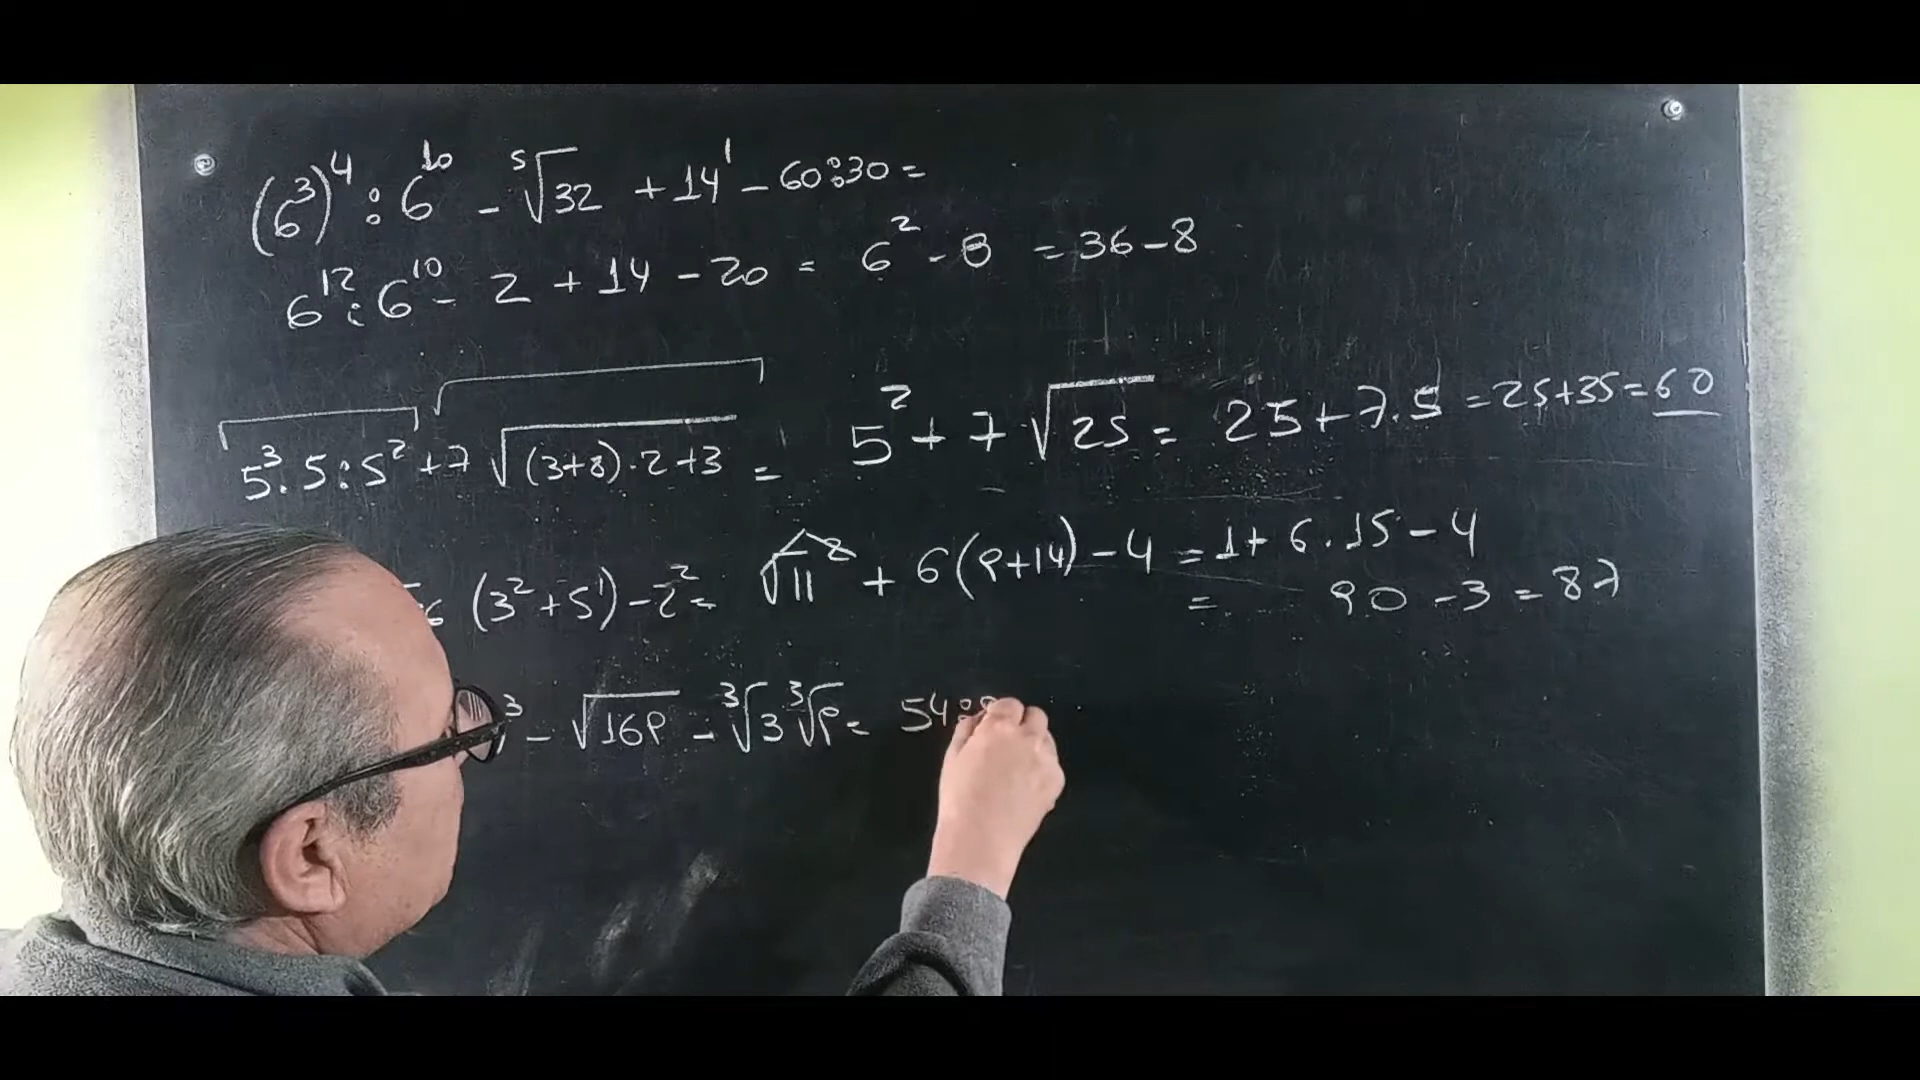 (6³)⁴ : 6¹⁰ - ⁵√32 + 14¹ - 60:30 =
6¹² : 6¹⁰ - 2 + 14 - 20 = 6² - 8 = 36 - 8
5³·5:5² + 7 √(3+8)·2+3 = 5² + 7 √25 = 25+7.5 = 25+35 = 60
6 (3²+5¹) - 2² = √11 + 6(9+14) - 4 = 1 + 6.15 - 4
= 90 - 3 = 87
³ - √169 - ³√3 ³√9 = 54: